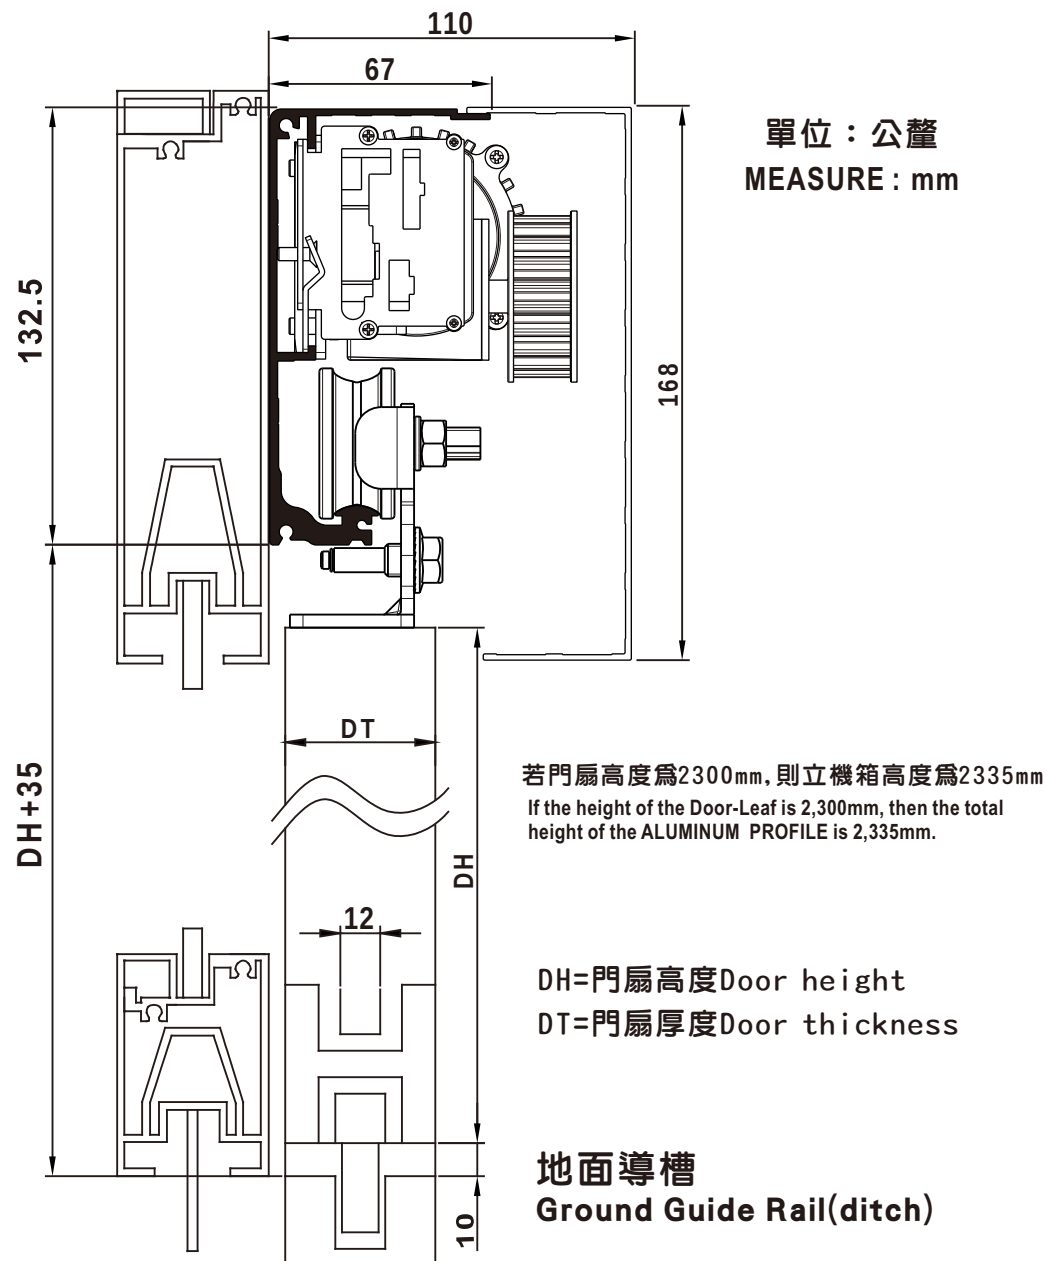 110
67
單位：公釐
MEASURE : mm
132.5
168
DT
若門扇高度爲2300mm,則立機箱高度爲2335mm
If the height of the Door-Leaf is 2,300mm, then the total
height of the ALUMINUM PROFILE is 2,335mm.
DH+35
DH
12
DH=門扇高度Door height
DT=門扇厚度Door thickness
地面導槽
Ground Guide Rail(ditch)
10